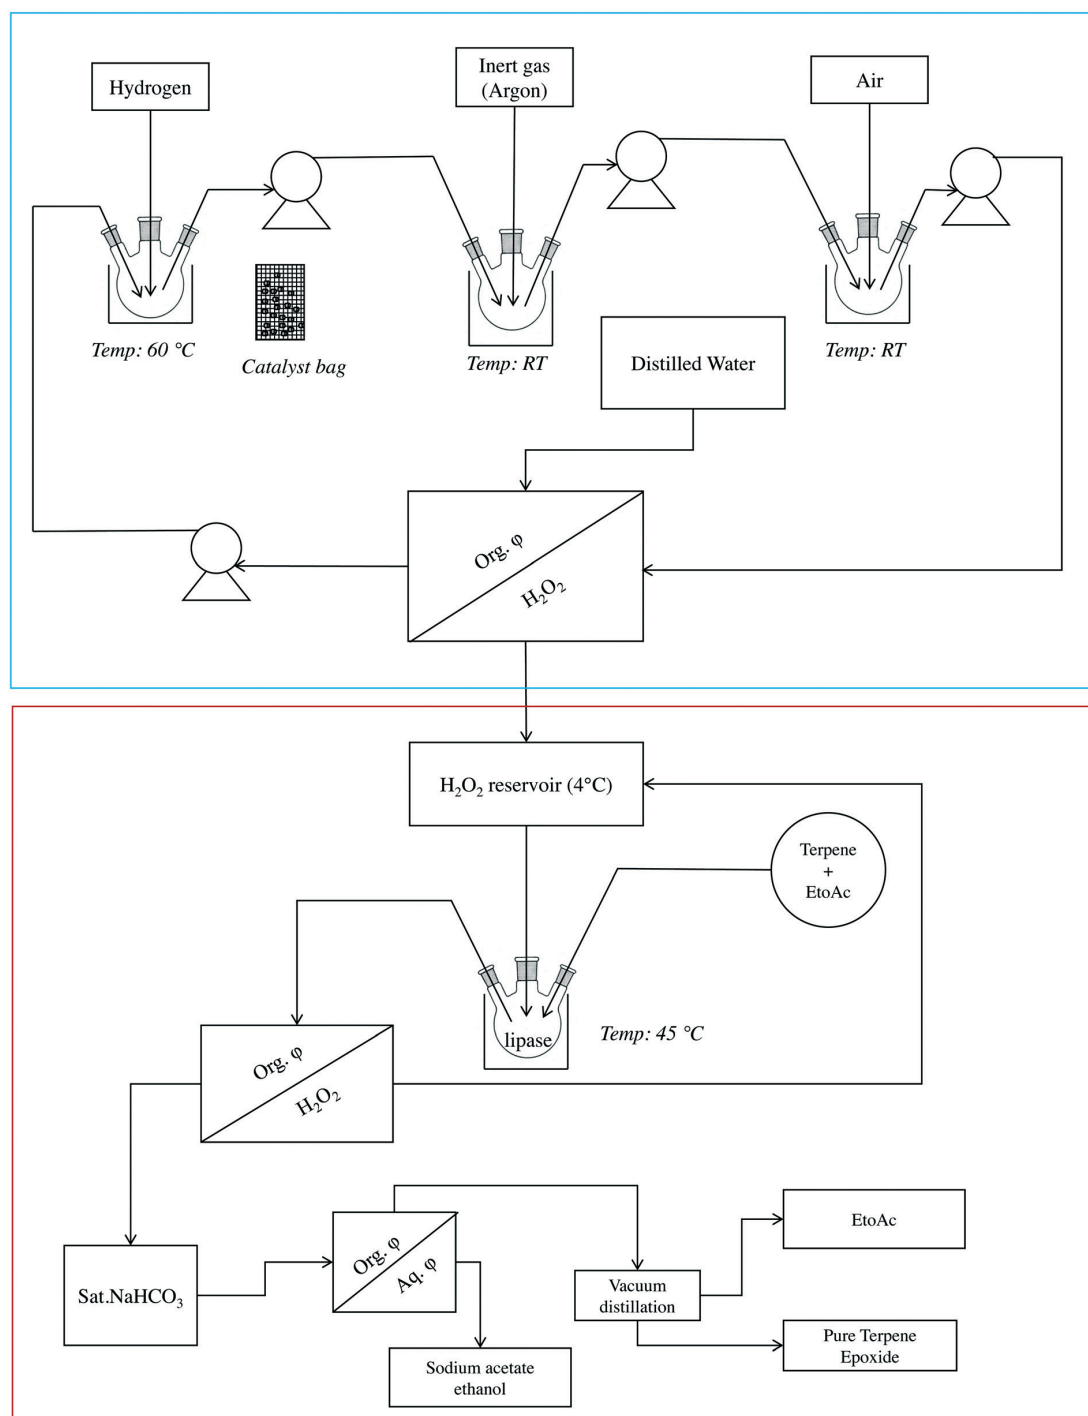 Hydrogen
Inert gas
(Argon)
Air
Temp: 60 °C
Catalyst bag
Temp: RT
Temp: RT
Distilled Water
Org. φ
H₂O₂
H₂O₂ reservoir (4°C)
Terpene
+
EtoAc
lipase
Temp: 45 °C
Org. φ
H₂O₂
Sat.NaHCO₃
Org. φ
Aq. φ
Sodium acetate
ethanol
Vacuum
distillation
EtoAc
Pure Terpene
Epoxide